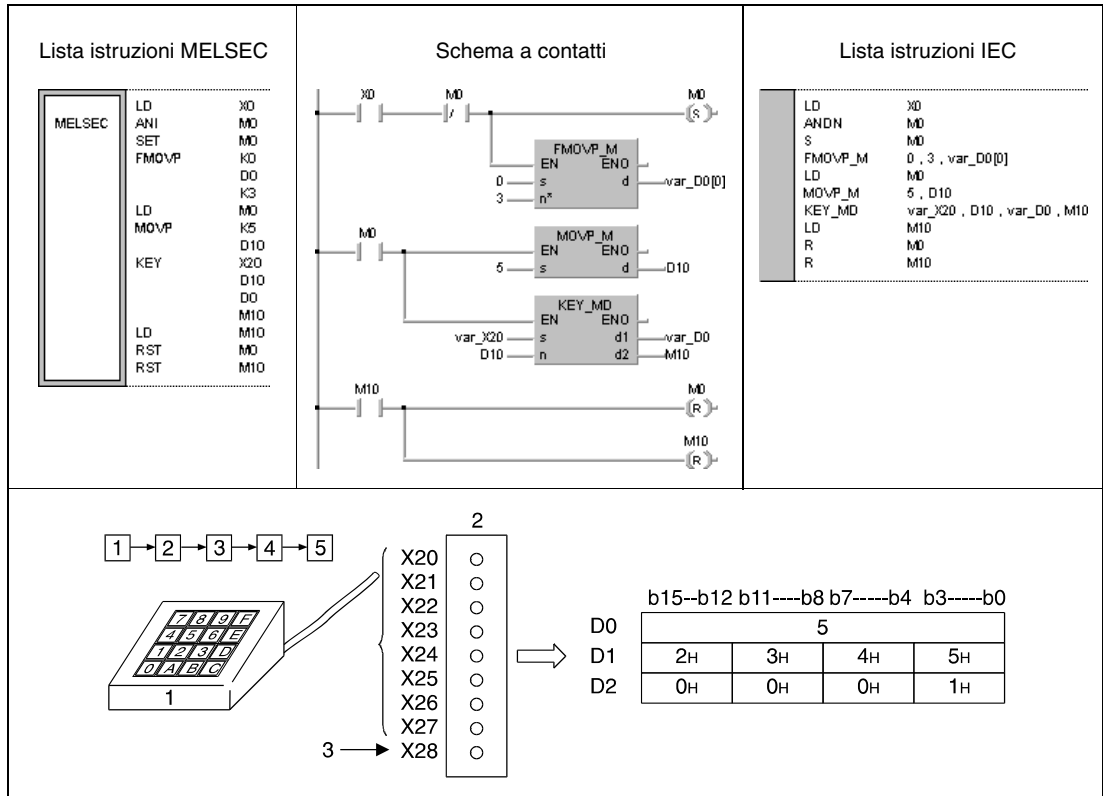 Lista istruzioni MELSEC
MELSEC
LD X0
ANI M0
SET M0
FMOVP K0
D0
K3
LD M0
MOVP K5
D10
KEY X20
D10
D0
M10
LD M10
RST M0
RST M10
Schema a contatti
X0 M0 M0
/ S
FMOVP_M
EN ENO
0 s d var_D0[0]
3 n*
M0
MOVP_M
EN ENO
5 s d D10
KEY_MD
EN ENO
var_X20 s d1 var_D0
D10 n d2 M10
M10 M0
R
M10
R
Lista istruzioni IEC
LD X0
ANDN M0
S M0
FMOVP_M 0 , 3 , var_D0[0]
LD M0
MOVP_M 5 , D10
KEY_MD var_X20 , D10 , var_D0 , M10
LD M10
R M0
R M10
1 2 3 4 5
7 8 9 F
4 5 6 E
1 2 3 D
0 A B C
1
2
X20
X21
X22
X23
X24
X25
X26
X27
3 X28
b15--b12 b11----b8 b7-----b4 b3-----b0
D0 5
D1 2H 3H 4H 5H
D2 0H 0H 0H 1H